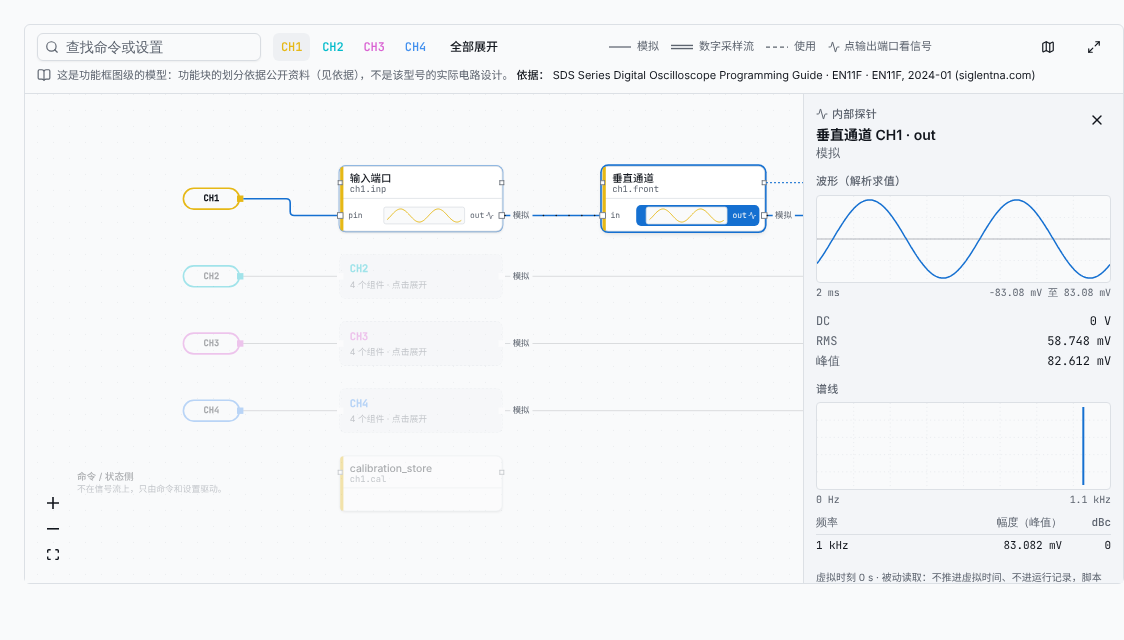 查找命令或设置
CH1 CH2 CH3 CH4 全部展开
模拟 数字采样流 使用 点输出端口看信号
这是功能框图级的模型：功能块的划分依据公开资料（见依据），不是该型号的实际电路设计。 依据： SDS Series Digital Oscilloscope Programming Guide · EN11F · EN11F, 2024-01 (siglentna.com)
CH1
输入端口
ch1.inp
pin
out
模拟
垂直通道
ch1.front
in
out
模拟
CH2
CH2
4 个组件 · 点击展开
模拟
CH3
CH3
4 个组件 · 点击展开
模拟
CH4
CH4
4 个组件 · 点击展开
模拟
calibration_store
ch1.cal
命令 / 状态侧
不在信号流上，只由命令和设置驱动。
内部探针
垂直通道 CH1 · out
模拟
波形（解析求值）
2 ms -83.08 mV 至 83.08 mV
DC 0 V
RMS 58.748 mV
峰值 82.612 mV
谱线
0 Hz 1.1 kHz
频率 幅度（峰值） dBc
1 kHz 83.082 mV 0
虚拟时刻 0 s · 被动读取：不推进虚拟时间、不进运行记录，脚本